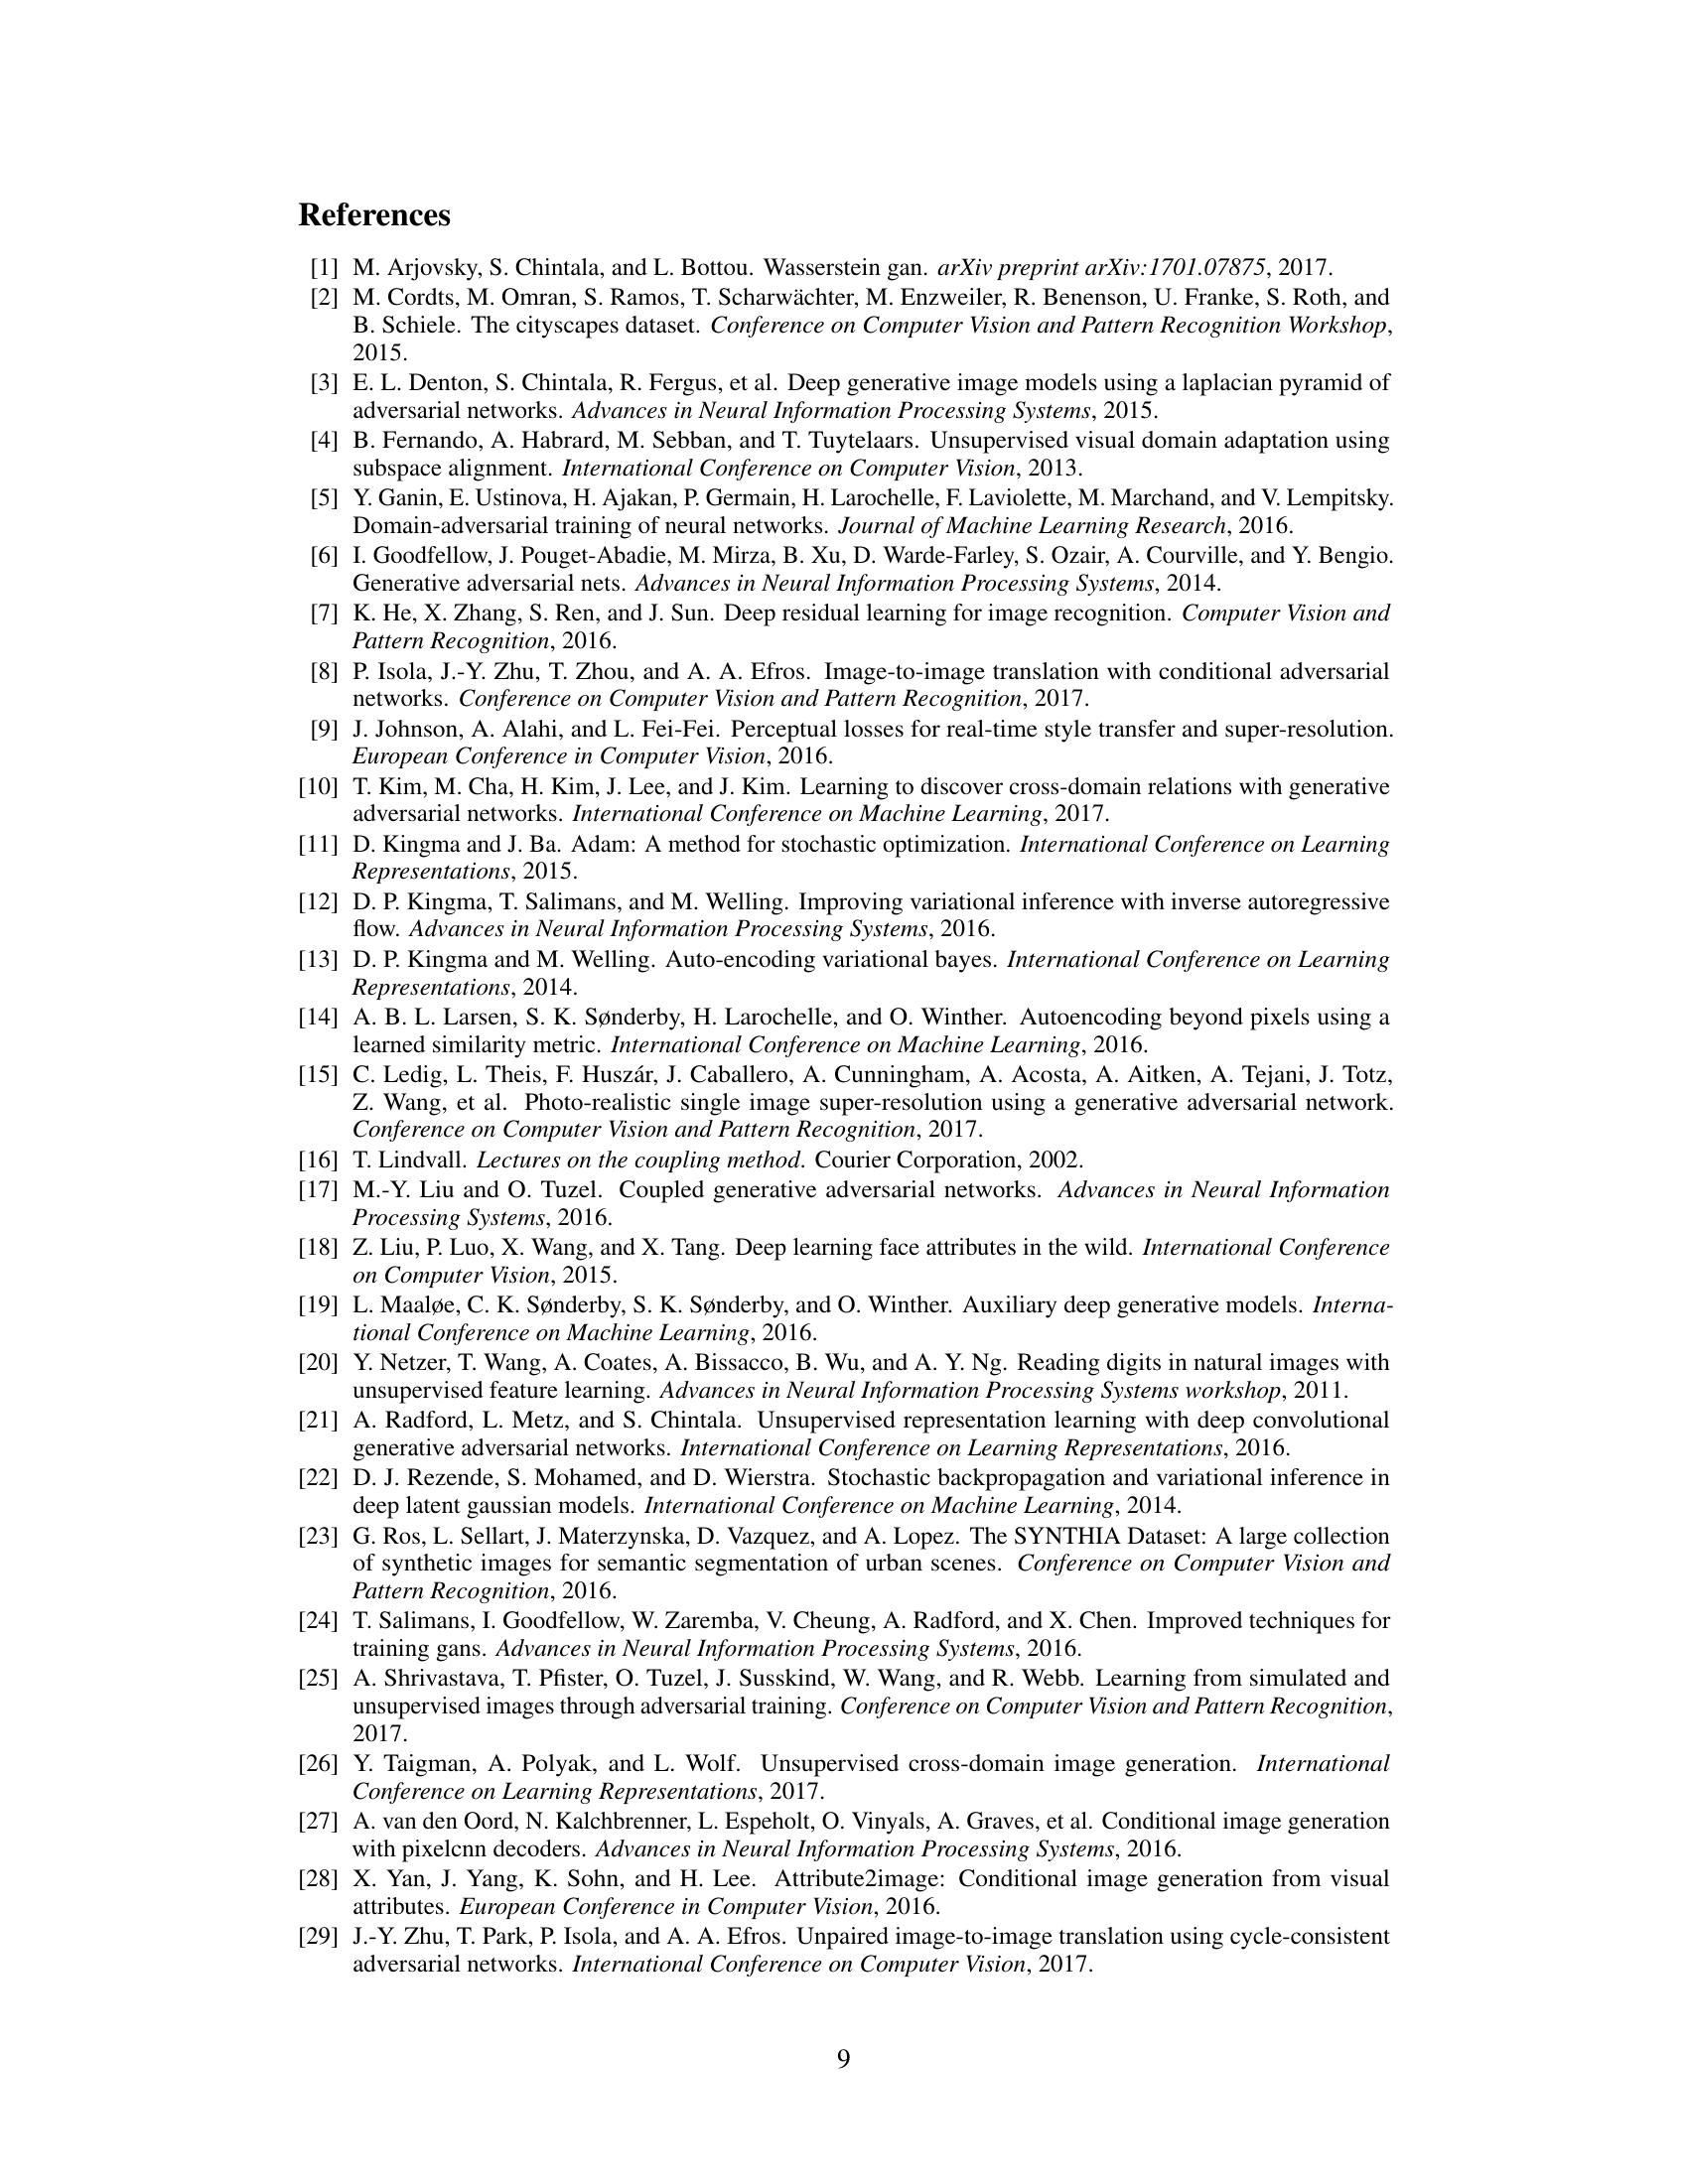 References
[1] M. Arjovsky, S. Chintala, and L. Bottou. Wasserstein gan. arXiv preprint arXiv:1701.07875, 2017.
[2] M. Cordts, M. Omran, S. Ramos, T. Scharwächter, M. Enzweiler, R. Benenson, U. Franke, S. Roth, and
B. Schiele. The cityscapes dataset. Conference on Computer Vision and Pattern Recognition Workshop,
2015.
[3] E. L. Denton, S. Chintala, R. Fergus, et al. Deep generative image models using a laplacian pyramid of
adversarial networks. Advances in Neural Information Processing Systems, 2015.
[4] B. Fernando, A. Habrard, M. Sebban, and T. Tuytelaars. Unsupervised visual domain adaptation using
subspace alignment. International Conference on Computer Vision, 2013.
[5] Y. Ganin, E. Ustinova, H. Ajakan, P. Germain, H. Larochelle, F. Laviolette, M. Marchand, and V. Lempitsky.
Domain-adversarial training of neural networks. Journal of Machine Learning Research, 2016.
[6] I. Goodfellow, J. Pouget-Abadie, M. Mirza, B. Xu, D. Warde-Farley, S. Ozair, A. Courville, and Y. Bengio.
Generative adversarial nets. Advances in Neural Information Processing Systems, 2014.
[7] K. He, X. Zhang, S. Ren, and J. Sun. Deep residual learning for image recognition. Computer Vision and
Pattern Recognition, 2016.
[8] P. Isola, J.-Y. Zhu, T. Zhou, and A. A. Efros. Image-to-image translation with conditional adversarial
networks. Conference on Computer Vision and Pattern Recognition, 2017.
[9] J. Johnson, A. Alahi, and L. Fei-Fei. Perceptual losses for real-time style transfer and super-resolution.
European Conference in Computer Vision, 2016.
[10] T. Kim, M. Cha, H. Kim, J. Lee, and J. Kim. Learning to discover cross-domain relations with generative
adversarial networks. International Conference on Machine Learning, 2017.
[11] D. Kingma and J. Ba. Adam: A method for stochastic optimization. International Conference on Learning
Representations, 2015.
[12] D. P. Kingma, T. Salimans, and M. Welling. Improving variational inference with inverse autoregressive
flow. Advances in Neural Information Processing Systems, 2016.
[13] D. P. Kingma and M. Welling. Auto-encoding variational bayes. International Conference on Learning
Representations, 2014.
[14] A. B. L. Larsen, S. K. Sønderby, H. Larochelle, and O. Winther. Autoencoding beyond pixels using a
learned similarity metric. International Conference on Machine Learning, 2016.
[15] C. Ledig, L. Theis, F. Huszár, J. Caballero, A. Cunningham, A. Acosta, A. Aitken, A. Tejani, J. Totz,
Z. Wang, et al. Photo-realistic single image super-resolution using a generative adversarial network.
Conference on Computer Vision and Pattern Recognition, 2017.
[16] T. Lindvall. Lectures on the coupling method. Courier Corporation, 2002.
[17] M.-Y. Liu and O. Tuzel. Coupled generative adversarial networks. Advances in Neural Information
Processing Systems, 2016.
[18] Z. Liu, P. Luo, X. Wang, and X. Tang. Deep learning face attributes in the wild. International Conference
on Computer Vision, 2015.
[19] L. Maaløe, C. K. Sønderby, S. K. Sønderby, and O. Winther. Auxiliary deep generative models. Interna-
tional Conference on Machine Learning, 2016.
[20] Y. Netzer, T. Wang, A. Coates, A. Bissacco, B. Wu, and A. Y. Ng. Reading digits in natural images with
unsupervised feature learning. Advances in Neural Information Processing Systems workshop, 2011.
[21] A. Radford, L. Metz, and S. Chintala. Unsupervised representation learning with deep convolutional
generative adversarial networks. International Conference on Learning Representations, 2016.
[22] D. J. Rezende, S. Mohamed, and D. Wierstra. Stochastic backpropagation and variational inference in
deep latent gaussian models. International Conference on Machine Learning, 2014.
[23] G. Ros, L. Sellart, J. Materzynska, D. Vazquez, and A. Lopez. The SYNTHIA Dataset: A large collection
of synthetic images for semantic segmentation of urban scenes. Conference on Computer Vision and
Pattern Recognition, 2016.
[24] T. Salimans, I. Goodfellow, W. Zaremba, V. Cheung, A. Radford, and X. Chen. Improved techniques for
training gans. Advances in Neural Information Processing Systems, 2016.
[25] A. Shrivastava, T. Pfister, O. Tuzel, J. Susskind, W. Wang, and R. Webb. Learning from simulated and
unsupervised images through adversarial training. Conference on Computer Vision and Pattern Recognition,
2017.
[26] Y. Taigman, A. Polyak, and L. Wolf. Unsupervised cross-domain image generation. International
Conference on Learning Representations, 2017.
[27] A. van den Oord, N. Kalchbrenner, L. Espeholt, O. Vinyals, A. Graves, et al. Conditional image generation
with pixelcnn decoders. Advances in Neural Information Processing Systems, 2016.
[28] X. Yan, J. Yang, K. Sohn, and H. Lee. Attribute2image: Conditional image generation from visual
attributes. European Conference in Computer Vision, 2016.
[29] J.-Y. Zhu, T. Park, P. Isola, and A. A. Efros. Unpaired image-to-image translation using cycle-consistent
adversarial networks. International Conference on Computer Vision, 2017.
9